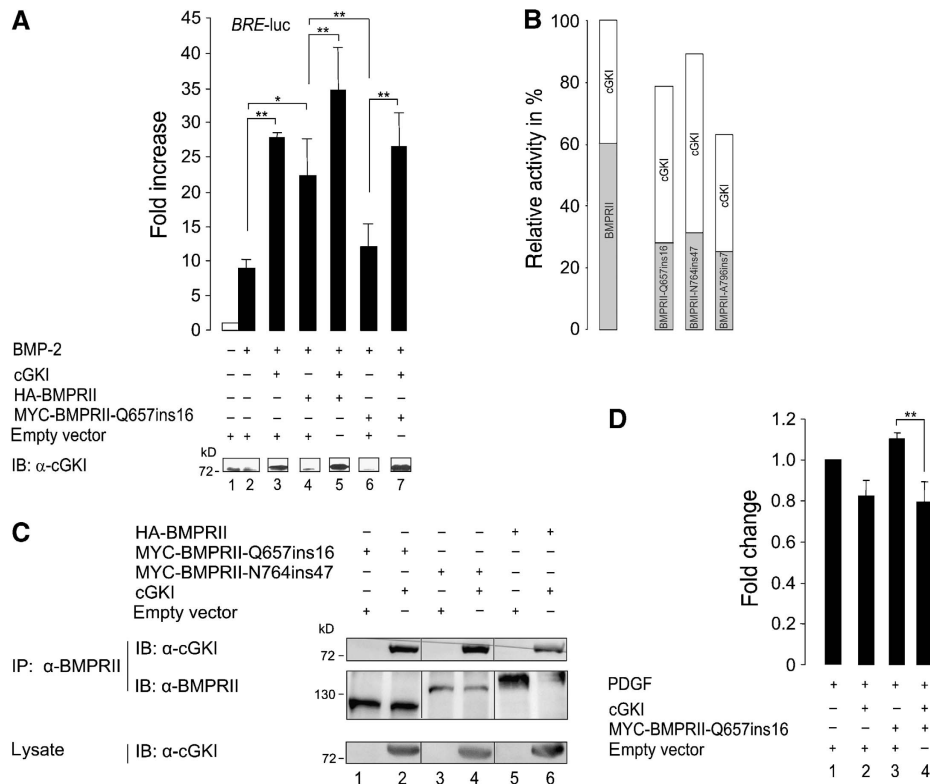 A
BRE-luc
Fold increase
45
40
35
30
25
20
15
10
5
0
** * ** ** ** **
BMP-2 – + + + + + +
cGKI – – + – + – +
HA-BMPRII – – – + + – –
MYC-BMPRII-Q657ins16 – – – – – + +
Empty vector + + + + – + –
kD
IB: α-cGKI 72-
1 2 3 4 5 6 7
B
Relative activity in %
100
80
60
40
20
0
cGKI
BMPRII
cGKI
BMPRII-Q657ins16
cGKI
BMPRII-N764ins47
cGKI
BMPRII-A796ins7
C
HA-BMPRII – – – – + +
MYC-BMPRII-Q657ins16 + + – – – –
MYC-BMPRII-N764ins47 – – + + – –
cGKI – + – + – +
Empty vector + – + – + –
kD
IP: α-BMPRII
IB: α-cGKI 72 –
IB: α-BMPRII 130 –
Lysate IB: α-cGKI 72 –
1 2 3 4 5 6
D
Fold change
1.2
1.0
0.8
0.6
0.4
0.2
0
**
PDGF + + + +
cGKI – + – +
MYC-BMPRII-Q657ins16 – – + +
Empty vector + + + –
1 2 3 4